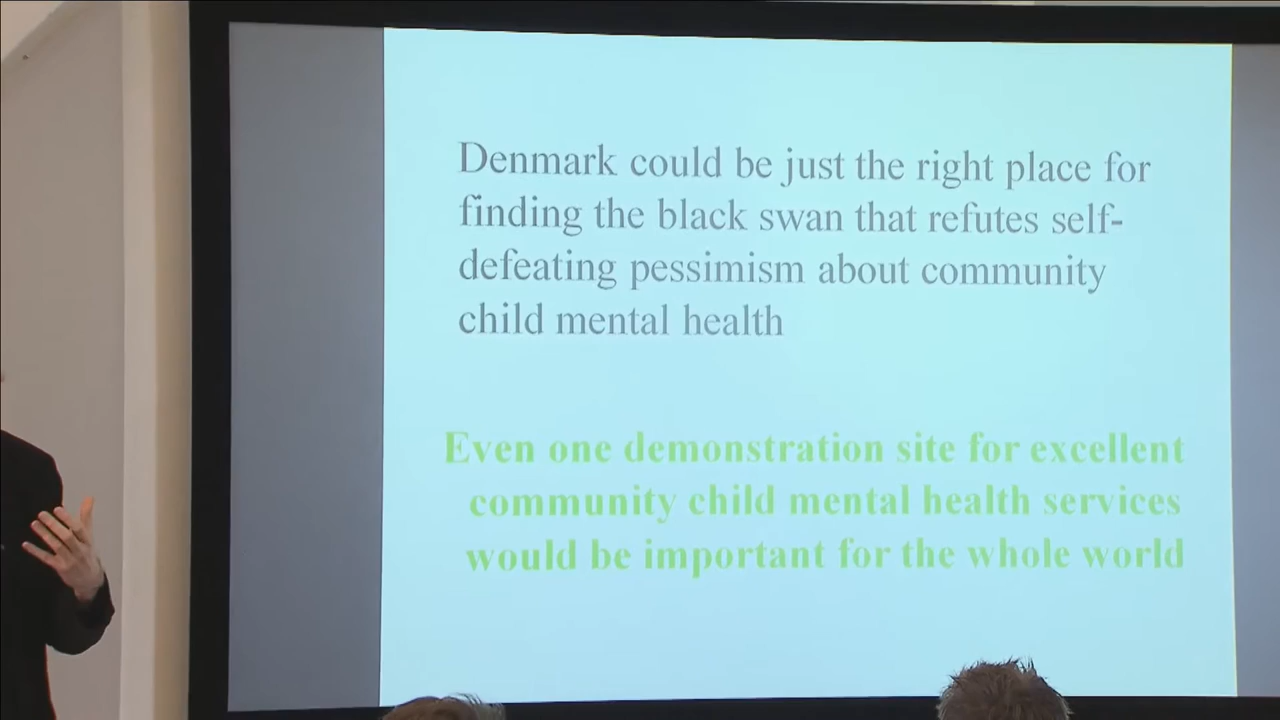 Denmark could be just the right place for
finding the black swan that refutes self-
defeating pessimism about community
child mental health
Even one demonstration site for excellent
community child mental health services
would be important for the whole world